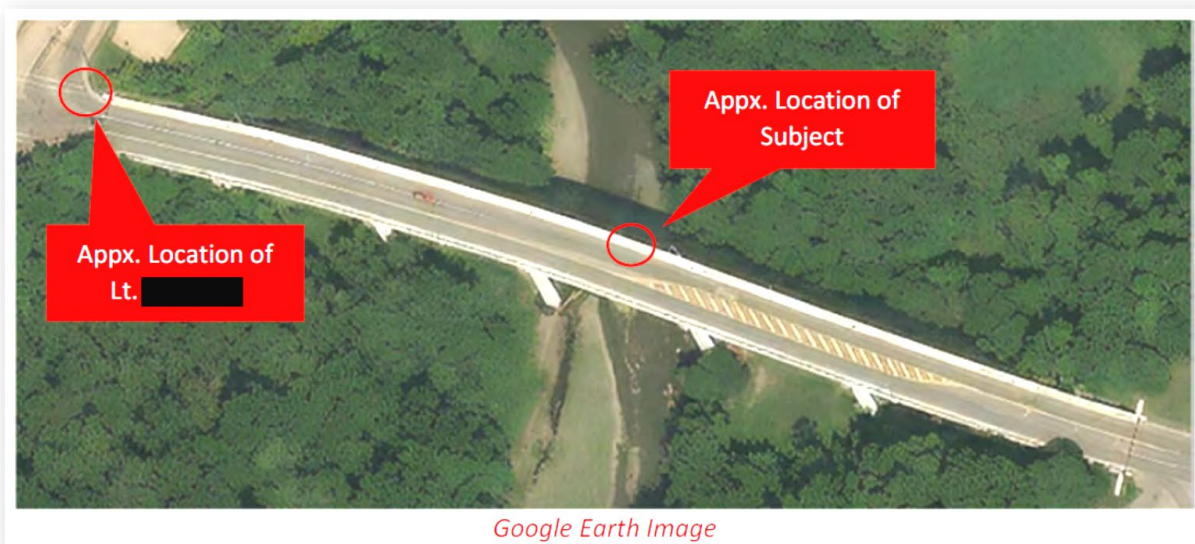 Appx. Location of
Subject
Appx. Location of
Lt.
Google Earth Image